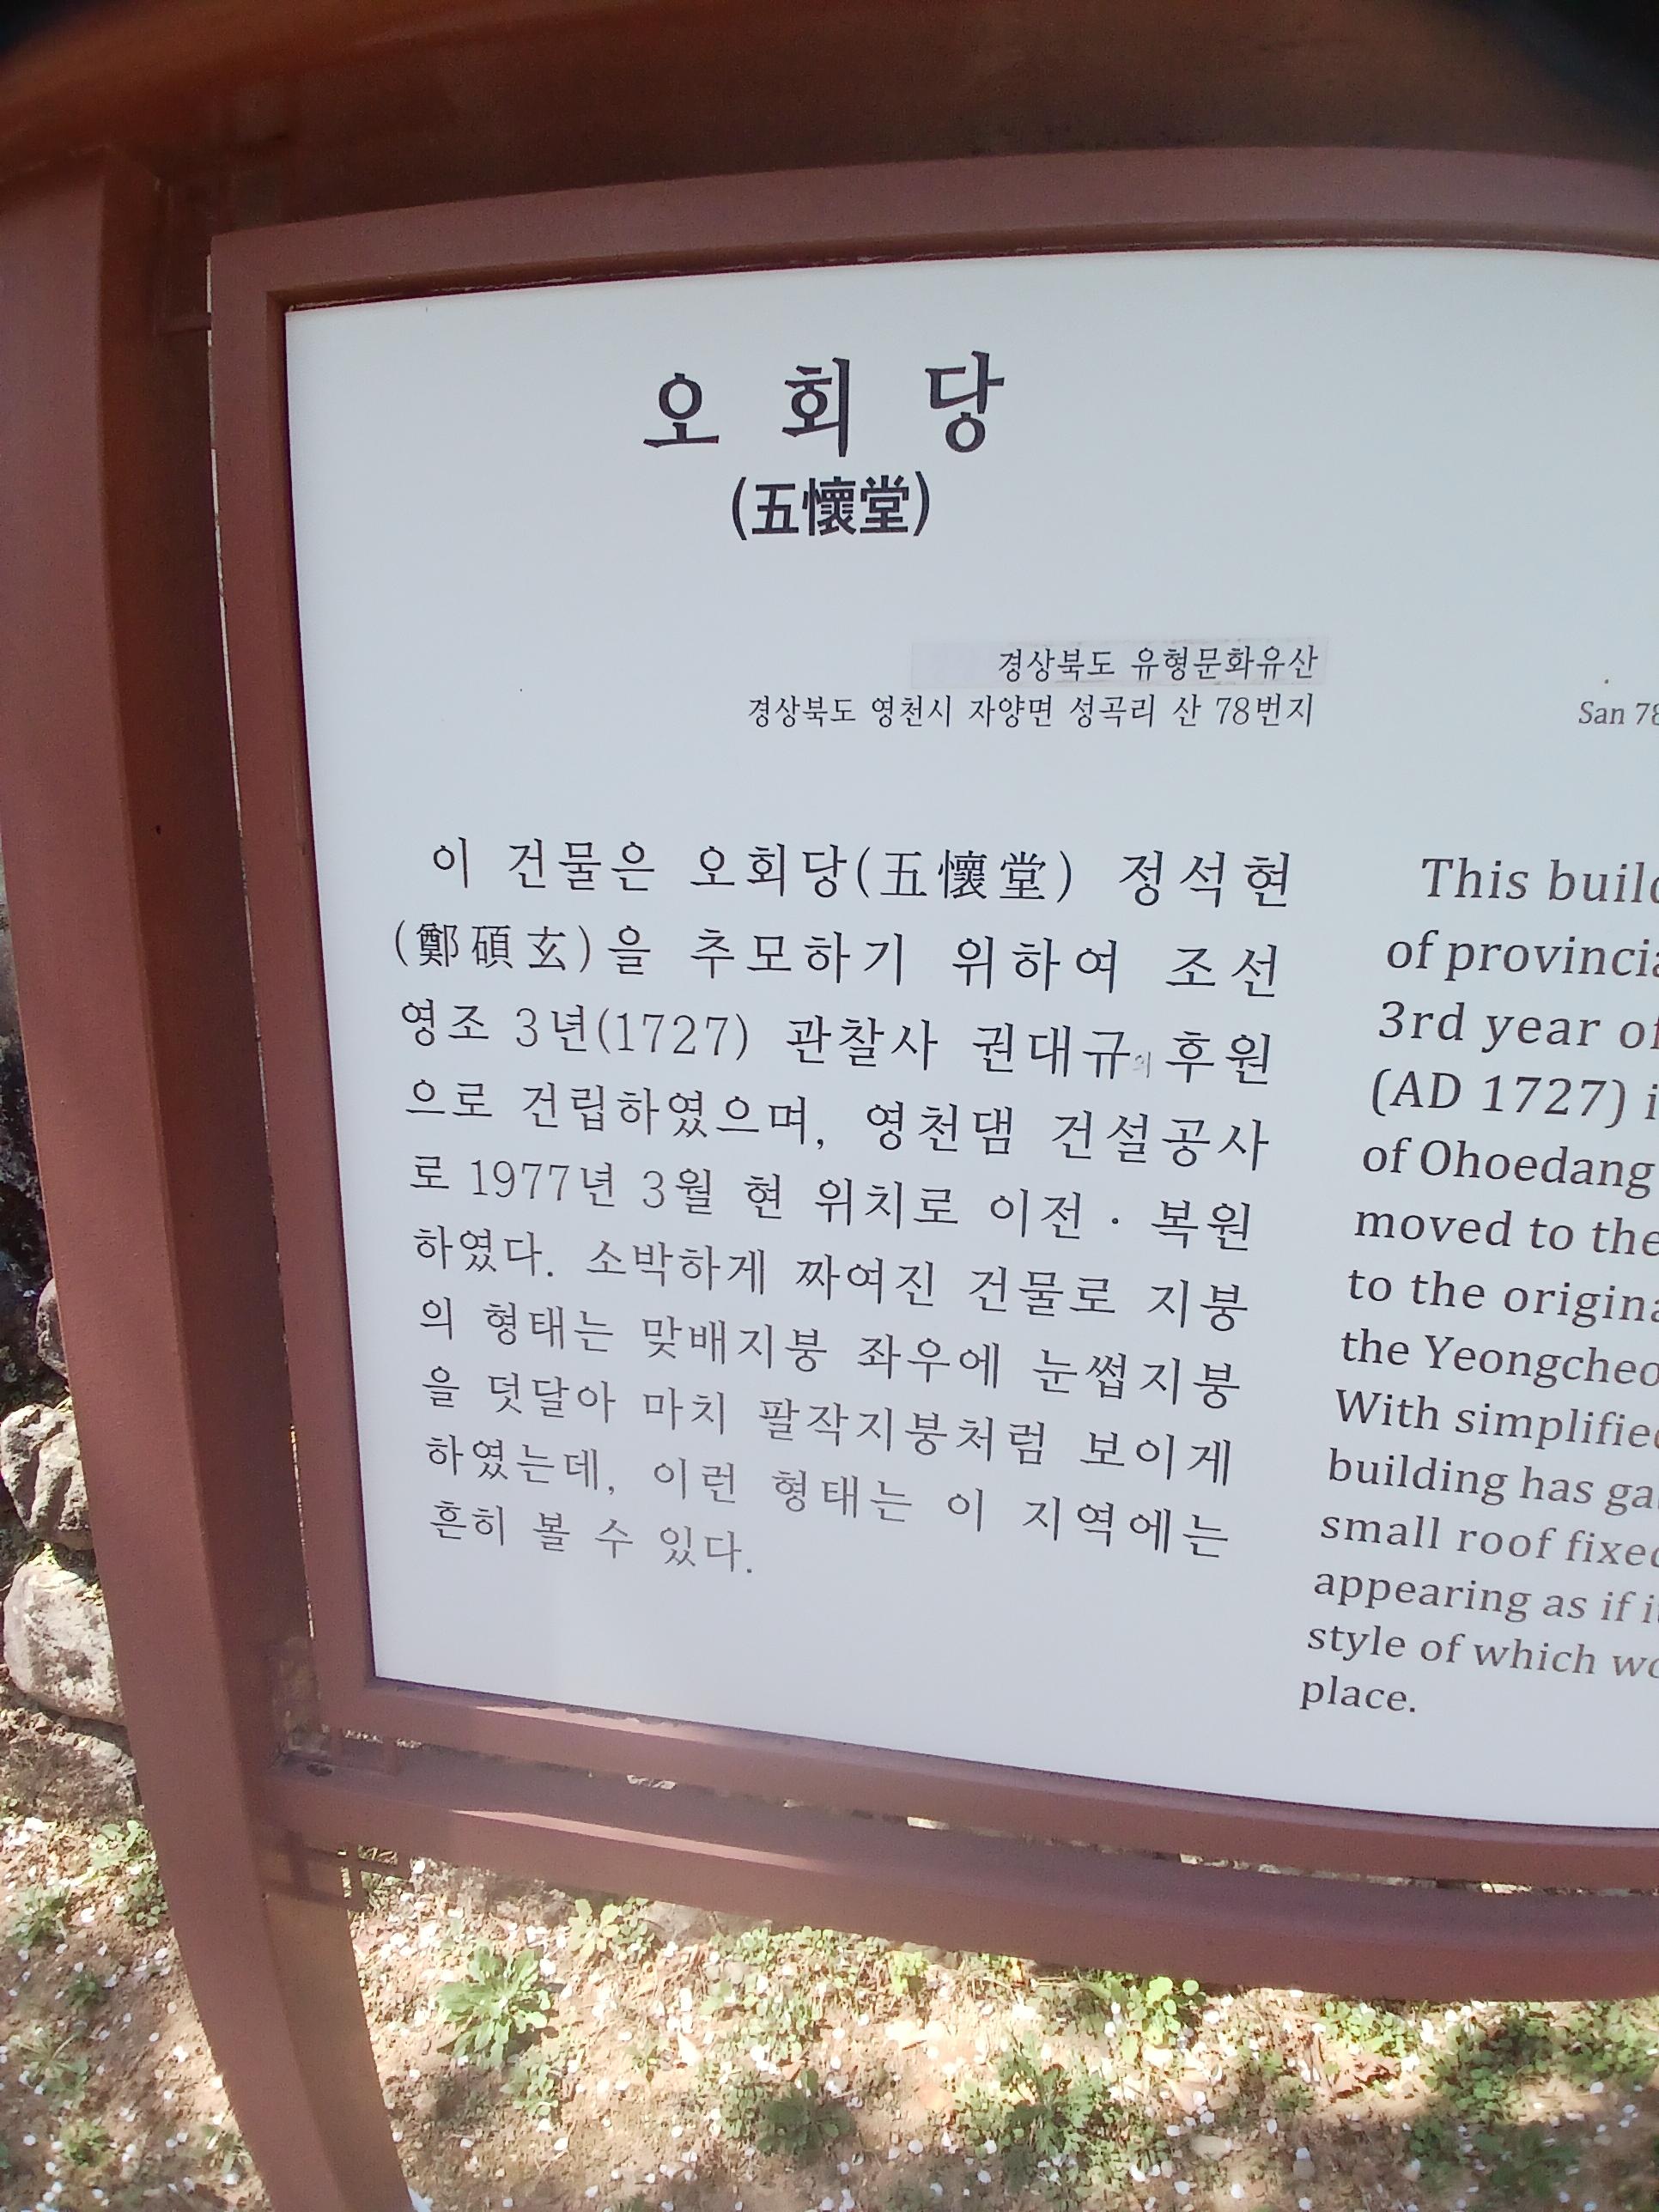 오 회 당
(五懷堂)
경상북도 유형문화유산
경상북도 영천시 자양면 성곡리 산 78번지
이 건물은 오회당(五懷堂) 정석현
(鄭碩玄)을 추모하기 위하여 조선
영조 3년(1727) 관찰사 권대규의 후원
으로 건립하였으며, 영천댐 건설공사
로 1977년 3월 현 위치로 이전 · 복원
하였다. 소박하게 짜여진 건물로 지붕
의 형태는 맞배지붕 좌우에 눈썹지붕
을 덧달아 마치 팔작지붕처럼 보이게
하였는데, 이런 형태는 이 지역에는
흔히 볼 수 있다.
San 78
This
of
3rd year
(AD 1727)
of Ohoedang
moved to the
to the
the
With
building has
small roof
appearing as if
style of which
place.